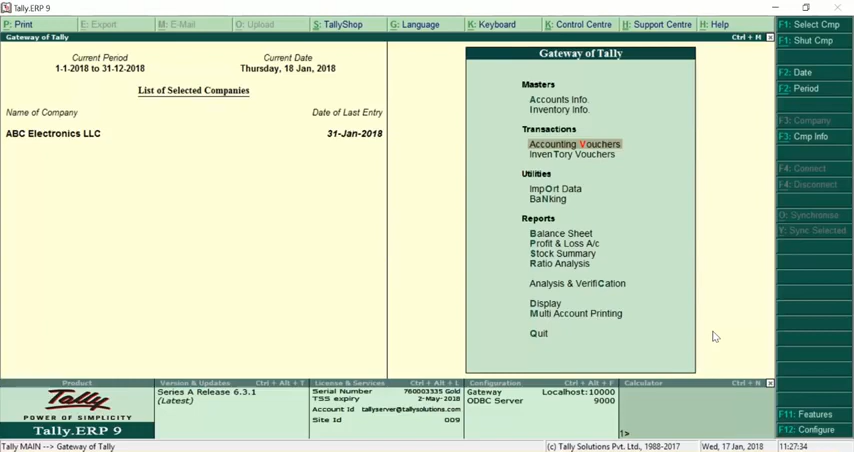 Tally.ERP 9
P: Print
E: Export
M: E-Mail
O: Upload
S: TallyShop
G: Language
K: Keyboard
K: Control Centre
H: Support Centre
H: Help
Gateway of Tally
Ctrl + M
Current Period
1-1-2018 to 31-12-2018
Current Date
Thursday, 18 Jan, 2018
List of Selected Companies
Name of Company
Date of Last Entry
ABC Electronics LLC
31-Jan-2018
Gateway of Tally
Masters
Accounts Info.
Inventory Info.
Transactions
Accounting Vouchers
InvenTory Vouchers
Utilities
ImpOrt Data
BaNking
Reports
Balance Sheet
Profit & Loss A/c
Stock Summary
Ratio Analysis
Analysis & VerifiCation
Display
Multi Account Printing
Quit
F1: Select Cmp
F1: Shut Cmp
F2: Date
F2: Period
F3: Company
F3: Cmp Info
F4: Connect
F4: Disconnect
O: Synchronise
V: Sync Selected
F11: Features
F12: Configure
Product
Tally
POWER OF SIMPLICITY
Tally.ERP 9
Version & Updates Ctrl + Alt + T
Series A Release 6.3.1
(Latest)
License & Services Ctrl + Alt + L
Serial Number 760003335 Gold
TSS expiry 2-May-2018
Account Id tallyserver@tallysolutions.com
Site Id 009
Configuration Ctrl + Alt + F
Gateway Localhost:10000
ODBC Server 9000
Calculator Ctrl + N
1>
Tally MAIN --> Gateway of Tally
(c) Tally Solutions Pvt. Ltd., 1988-2017
Wed, 17 Jan, 2018
11:27:34